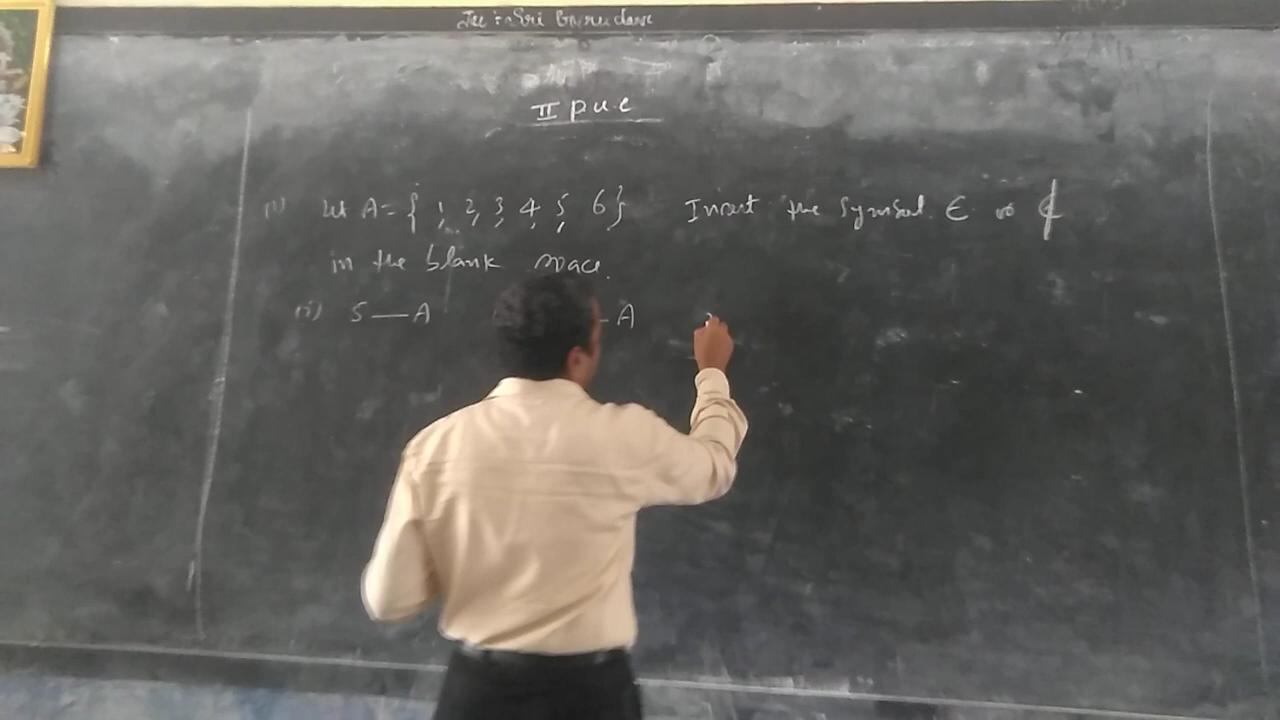 II puc
(1) Let A = { 1, 2, 3, 4, 5, 6 } Insert the symbol ∈ or ∉
in the blank space.
(i) 5 — A — A